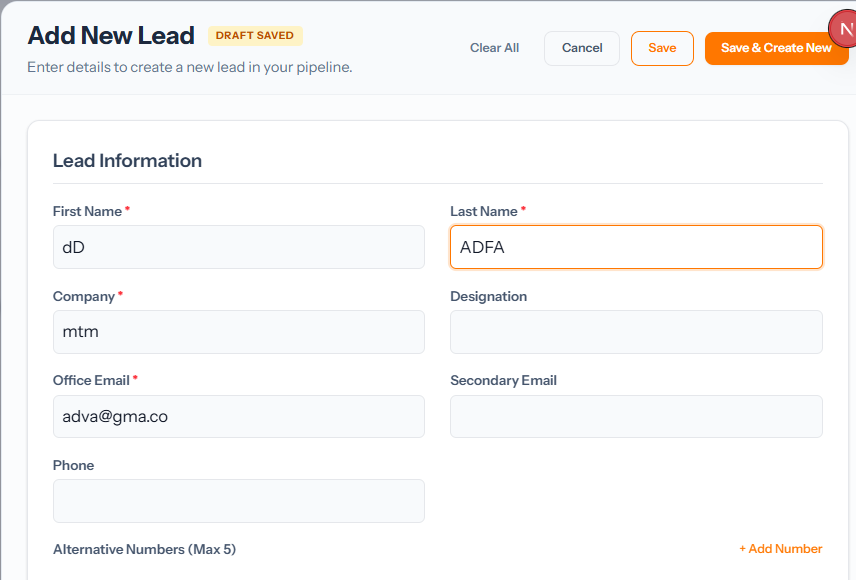 Add New Lead DRAFT SAVED
Enter details to create a new lead in your pipeline.
Clear All Cancel Save Save & Create New N
Lead Information
First Name * Last Name *
dD ADFA
Company * Designation
mtm
Office Email * Secondary Email
adva@gma.co
Phone
Alternative Numbers (Max 5) + Add Number